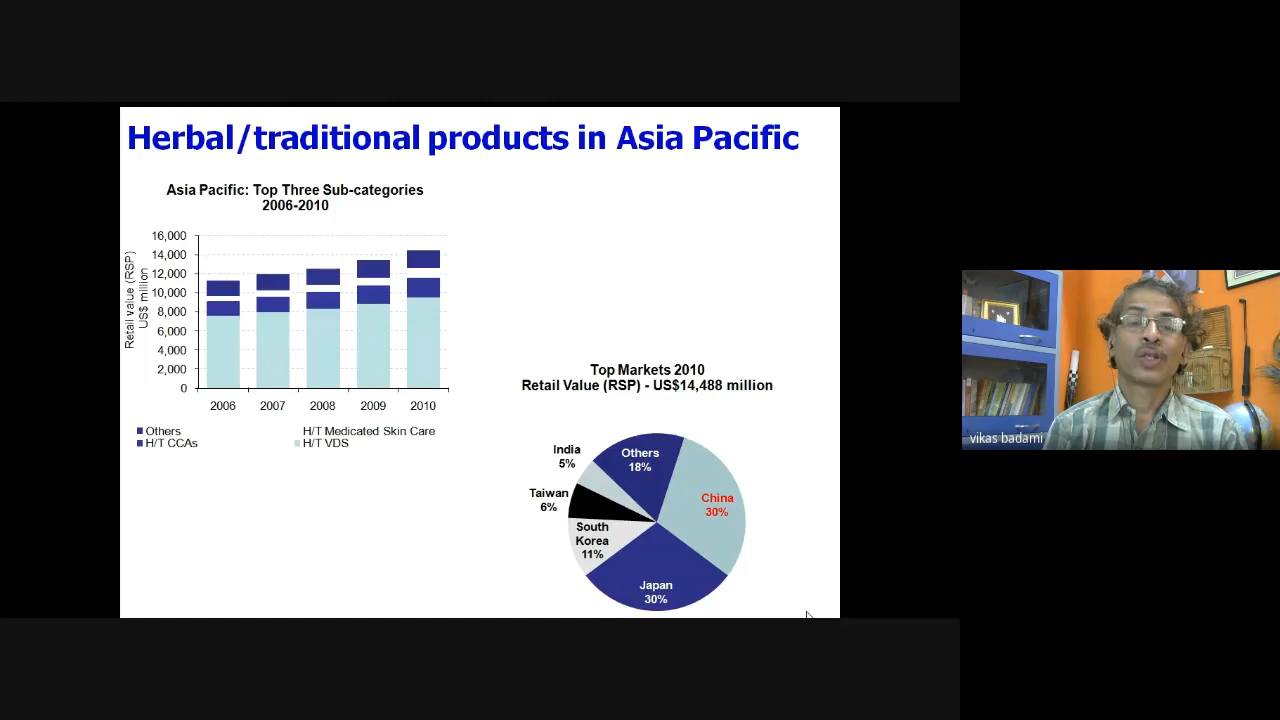 Herbal/traditional products in Asia Pacific
Asia Pacific: Top Three Sub-categories
2006-2010
Retail value (RSP)
US$ million
16,000
14,000
12,000
10,000
8,000
6,000
4,000
2,000
0
2006 2007 2008 2009 2010
Others H/T Medicated Skin Care
H/T CCAs H/T VDS
Top Markets 2010
Retail Value (RSP) - US$14,488 million
India
5%
Others
18%
China
30%
Taiwan
6%
South
Korea
11%
Japan
30%
vikas badami